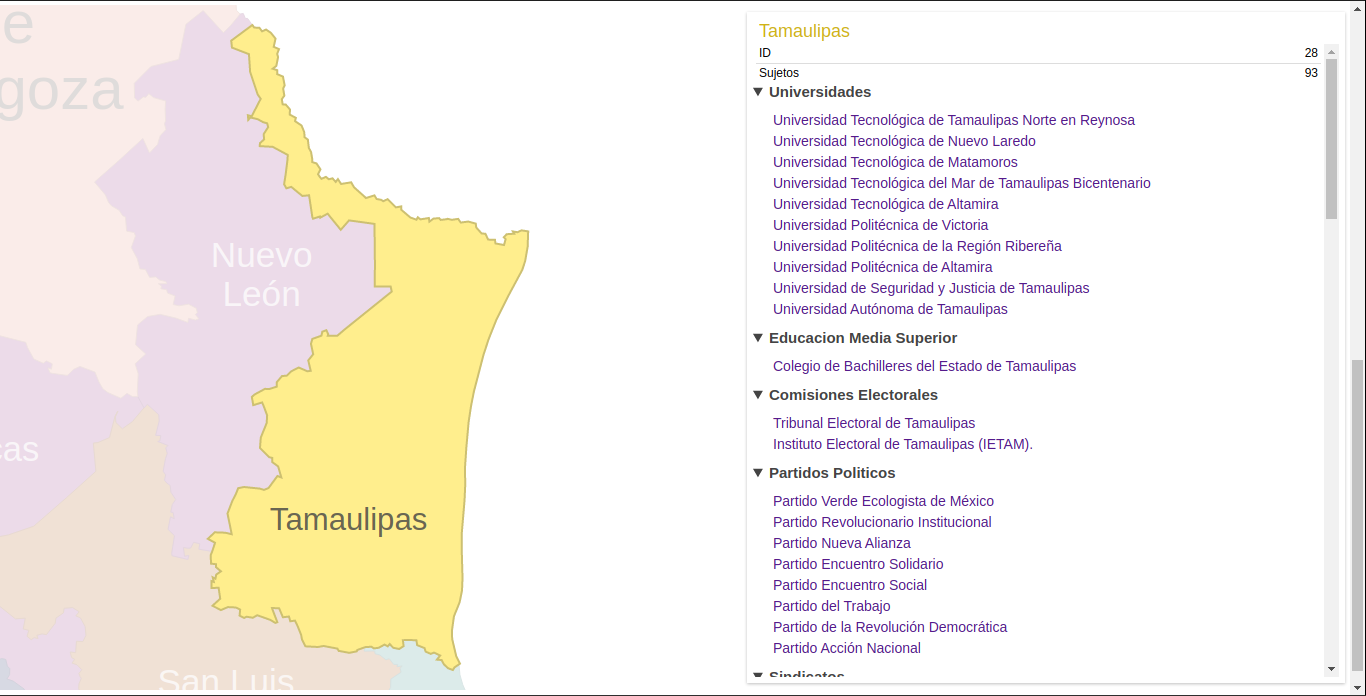 e
goza
Nuevo
León
cas
Tamaulipas
San Luis
Tamaulipas
ID 28
Sujetos 93
Universidades
Universidad Tecnológica de Tamaulipas Norte en Reynosa
Universidad Tecnológica de Nuevo Laredo
Universidad Tecnológica de Matamoros
Universidad Tecnológica del Mar de Tamaulipas Bicentenario
Universidad Tecnológica de Altamira
Universidad Politécnica de Victoria
Universidad Politécnica de la Región Ribereña
Universidad Politécnica de Altamira
Universidad de Seguridad y Justicia de Tamaulipas
Universidad Autónoma de Tamaulipas
Educacion Media Superior
Colegio de Bachilleres del Estado de Tamaulipas
Comisiones Electorales
Tribunal Electoral de Tamaulipas
Instituto Electoral de Tamaulipas (IETAM).
Partidos Politicos
Partido Verde Ecologista de México
Partido Revolucionario Institucional
Partido Nueva Alianza
Partido Encuentro Solidario
Partido Encuentro Social
Partido del Trabajo
Partido de la Revolución Democrática
Partido Acción Nacional
Sindicatos